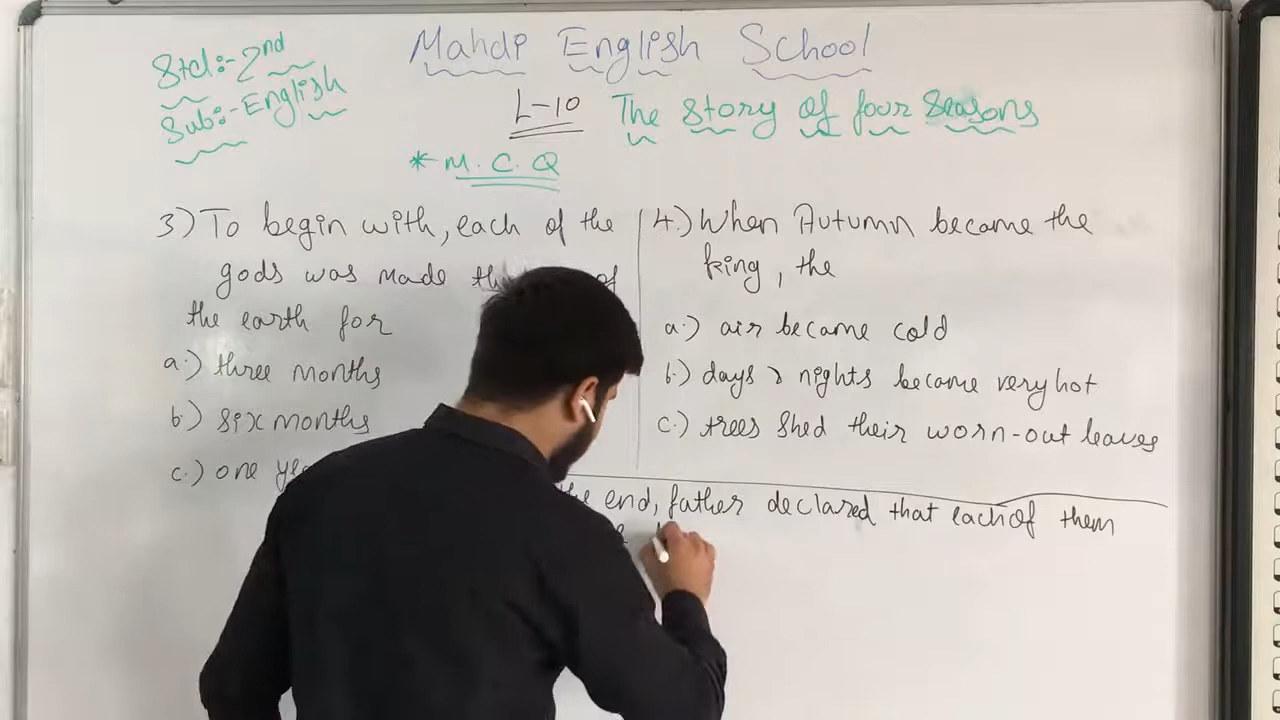 Std:- 2nd
Sub:- English
Mahdi English School
L-10 The Story of four Seasons
* M. C. Q
3) To begin with, each of the
gods was made of
the earth for
a.) three months
b.) six months
c.) one
4.) When Autumn became the
king, the
a.) air became cold
b.) days & nights became very hot
c.) trees shed their worn-out leaves
the end, father declared that each of them